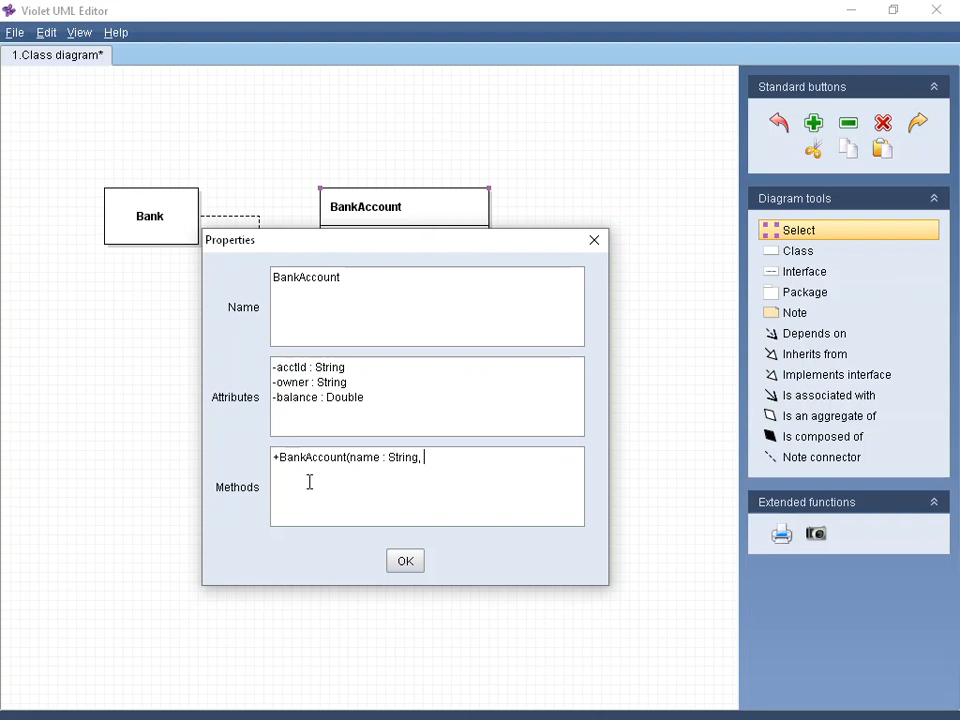 Violet UML Editor
File Edit View Help
1.Class diagram*
Standard buttons
Diagram tools
Select
Class
Interface
Package
Note
Depends on
Inherits from
Implements interface
Is associated with
Is an aggregate of
Is composed of
Note connector
Extended functions
Bank
BankAccount
Properties
Name
BankAccount
Attributes
-acctId : String
-owner : String
-balance : Double
Methods
+BankAccount(name : String,
OK